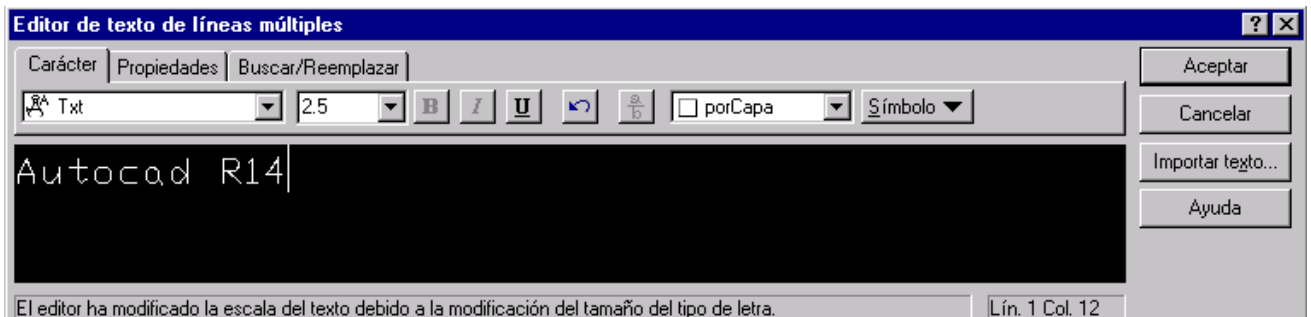 Editor de texto de líneas múltiples
Carácter Propiedades Buscar/Reemplazar
Txt 2.5 B I U a/b porCapa Símbolo
Autocad R14
Aceptar
Cancelar
Importar texto...
Ayuda
El editor ha modificado la escala del texto debido a la modificación del tamaño del tipo de letra. Lín. 1 Col. 12